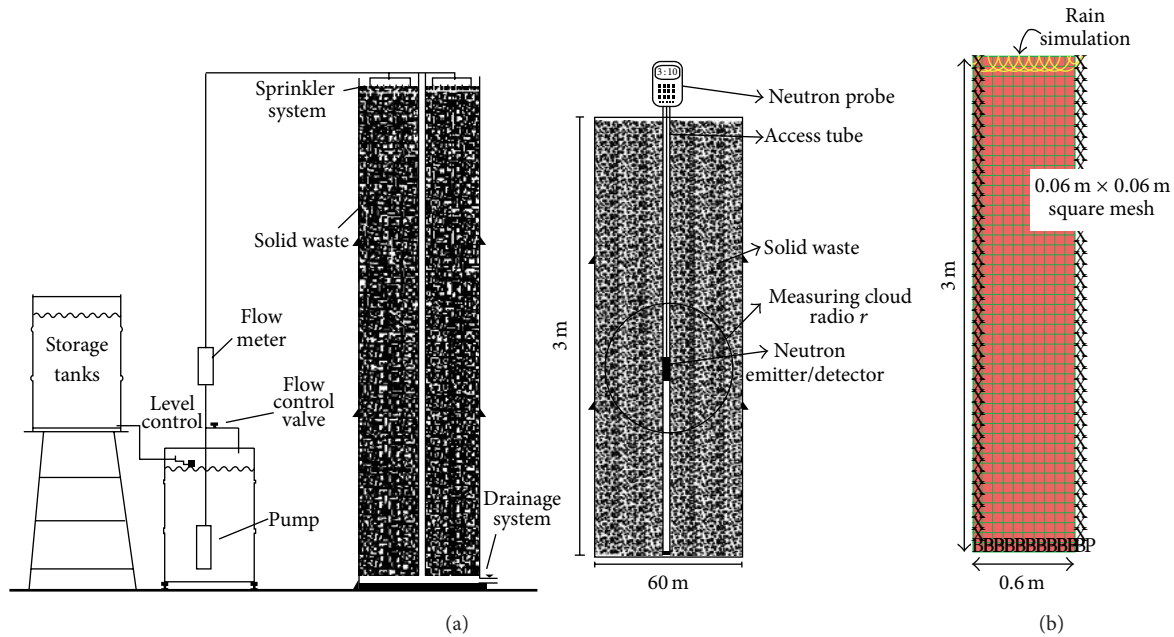 Sprinkler
system
Solid waste
Flow
meter
Storage
tanks
Level
control
Flow
control
valve
Pump
Drainage
system
3:10
Neutron probe
Access tube
Solid waste
Measuring cloud
radio r
Neutron
emitter/detector
3 m
60 m
(a)
Rain
simulation
0.06 m × 0.06 m
square mesh
3 m
0.6 m
(b)